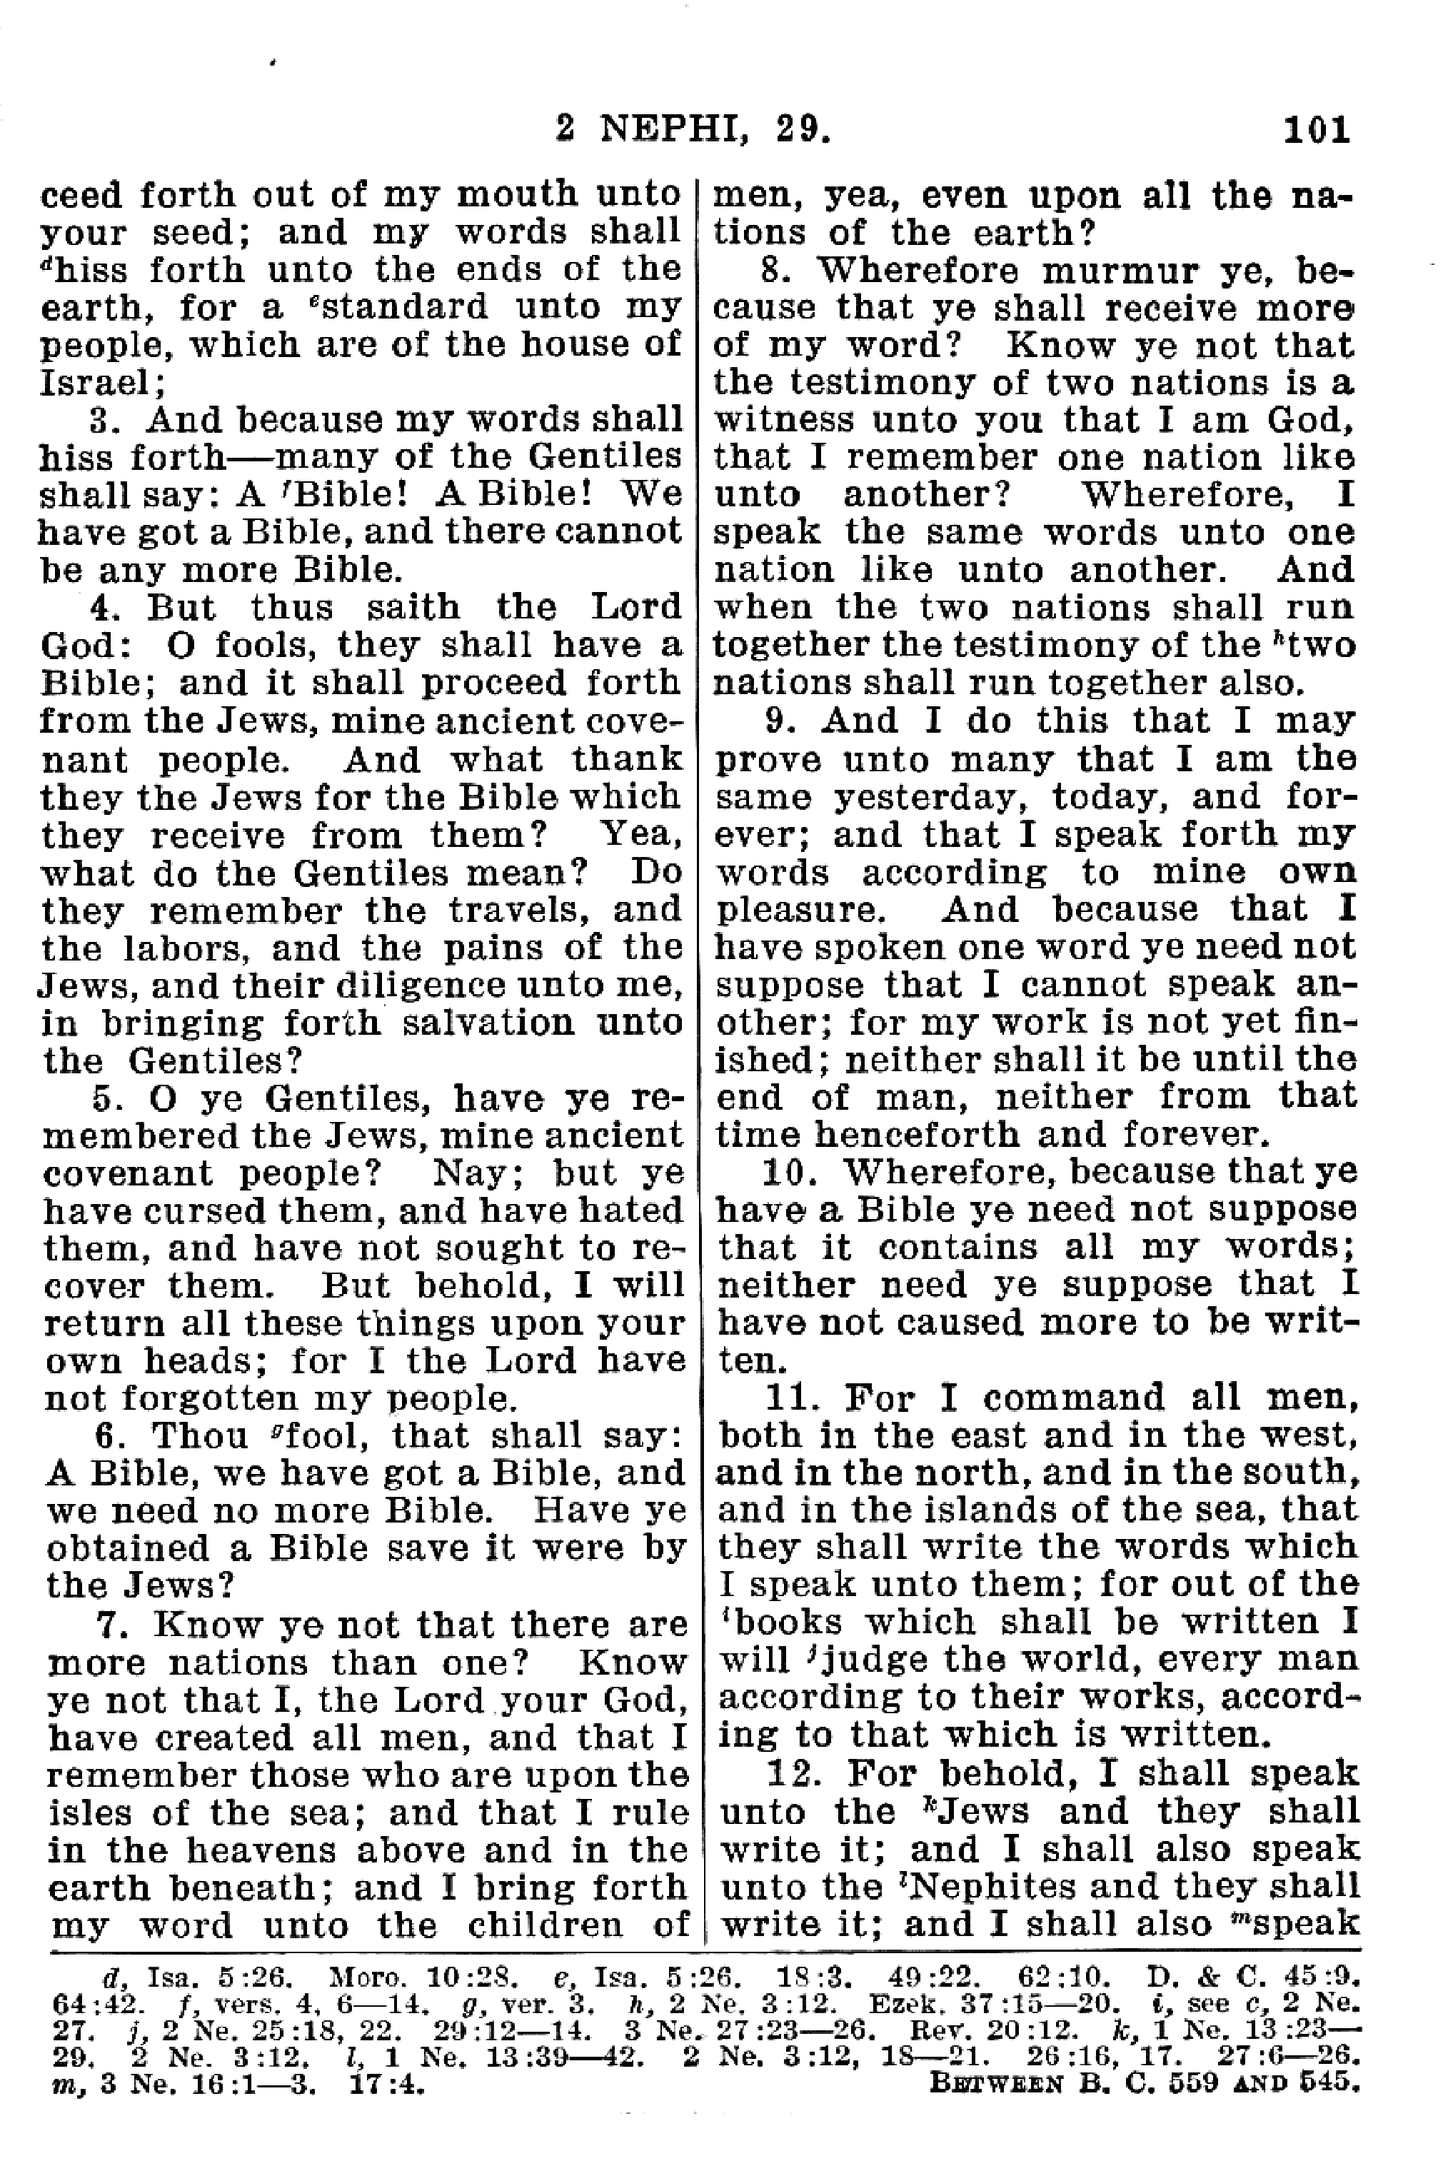 2 NEPHI, 29.
101
ceed forth out of my mouth unto
your seed; and my words shall
dhiss forth unto the ends of the
earth, for a estandard unto my
people, which are of the house of
Israel;
3. And because my words shall
hiss forth—many of the Gentiles
shall say: A fBible! A Bible! We
have got a Bible, and there cannot
be any more Bible.
4. But thus saith the Lord
God: O fools, they shall have a
Bible; and it shall proceed forth
from the Jews, mine ancient cove-
nant people. And what thank
they the Jews for the Bible which
they receive from them? Yea,
what do the Gentiles mean? Do
they remember the travels, and
the labors, and the pains of the
Jews, and their diligence unto me,
in bringing forth salvation unto
the Gentiles?
5. O ye Gentiles, have ye re-
membered the Jews, mine ancient
covenant people? Nay; but ye
have cursed them, and have hated
them, and have not sought to re-
cover them. But behold, I will
return all these things upon your
own heads; for I the Lord have
not forgotten my people.
6. Thou gfool, that shall say:
A Bible, we have got a Bible, and
we need no more Bible. Have ye
obtained a Bible save it were by
the Jews?
7. Know ye not that there are
more nations than one? Know
ye not that I, the Lord your God,
have created all men, and that I
remember those who are upon the
isles of the sea; and that I rule
in the heavens above and in the
earth beneath; and I bring forth
my word unto the children of
men, yea, even upon all the na-
tions of the earth?
8. Wherefore murmur ye, be-
cause that ye shall receive more
of my word? Know ye not that
the testimony of two nations is a
witness unto you that I am God,
that I remember one nation like
unto another? Wherefore, I
speak the same words unto one
nation like unto another. And
when the two nations shall run
together the testimony of the htwo
nations shall run together also.
9. And I do this that I may
prove unto many that I am the
same yesterday, today, and for-
ever; and that I speak forth my
words according to mine own
pleasure. And because that I
have spoken one word ye need not
suppose that I cannot speak an-
other; for my work is not yet fin-
ished; neither shall it be until the
end of man, neither from that
time henceforth and forever.
10. Wherefore, because that ye
have a Bible ye need not suppose
that it contains all my words;
neither need ye suppose that I
have not caused more to be writ-
ten.
11. For I command all men,
both in the east and in the west,
and in the north, and in the south,
and in the islands of the sea, that
they shall write the words which
I speak unto them; for out of the
ibooks which shall be written I
will jjudge the world, every man
according to their works, accord-
ing to that which is written.
12. For behold, I shall speak
unto the kJews and they shall
write it; and I shall also speak
unto the lNephites and they shall
write it; and I shall also mspeak
d, Isa. 5:26. Moro. 10:28. e, Isa. 5:26. 18:3. 49:22. 62:10. D. & C. 45:9.
64:42. f, vers. 4, 6—14. g, ver. 3. h, 2 Ne. 3:12. Ezek. 37:15—20. i, see c, 2 Ne.
27. j, 2 Ne. 25:18, 22. 29:12—14. 3 Ne. 27:23—26. Rev. 20:12. k, 1 Ne. 13:23—
29. 2 Ne. 3:12. l, 1 Ne. 13:39—42. 2 Ne. 3:12, 18—21. 26:16, 17. 27:6—26.
m, 3 Ne. 16:1—3. 17:4. BETWEEN B. C. 559 AND 545.